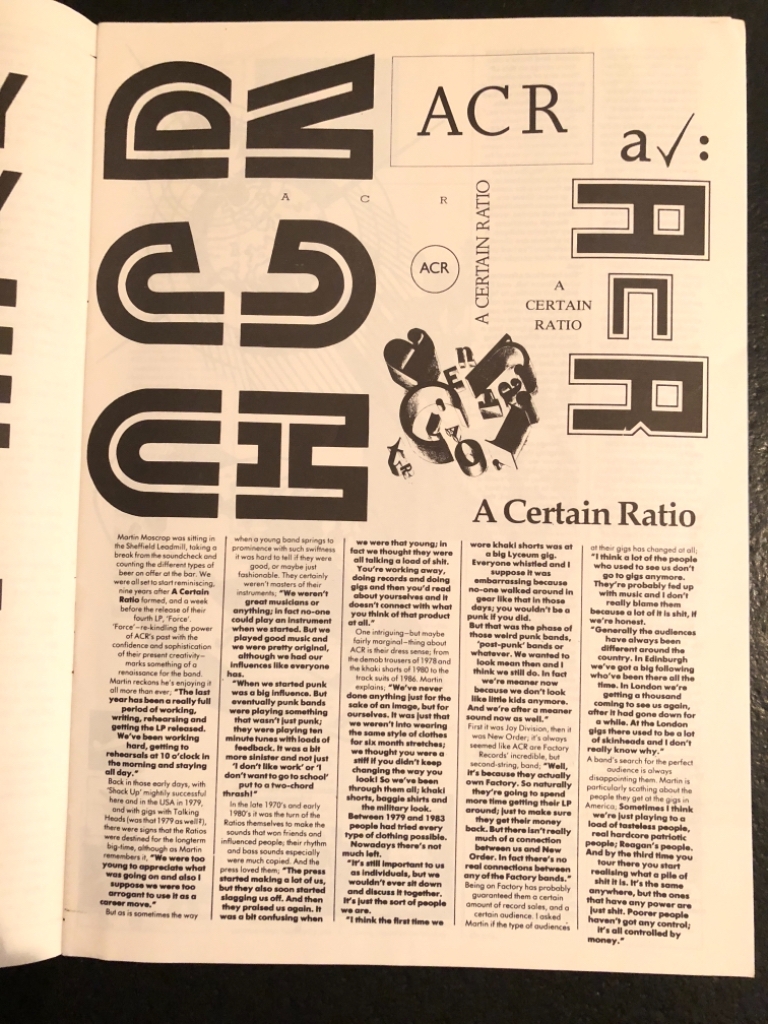 ACR
a√:
A C R
ACR
A CERTAIN RATIO
A
CERTAIN
RATIO
ACR
A Certain Ratio
Martin Moscrop was sitting in
the Sheffield Leadmill, taking a
break from the soundcheck and
counting the different types of
beer on offer at the bar. We
were all set to start reminiscing,
nine years after A Certain
Ratio formed, and a week
before the release of their
fourth LP, 'Force'.
'Force'–re-kindling the power
of ACR's past with the
confidence and sophistication
of their present creativity–
marks something of a
renaissance for the band.
Martin reckons he's enjoying it
all more than ever; "The last
year has been a really full
period of working,
writing, rehearsing and
getting the LP released.
We've been working
hard, getting to
rehearsals at 10 o'clock in
the morning and staying
all day."
Back in those early days, with
'Shack Up' mightily successful
here and in the USA in 1979,
and with gigs with Talking
Heads (was that 1979 as well?),
there were signs that the Ratios
were destined for the longterm
big-time, although as Martin
remembers it, "We were too
young to appreciate what
was going on and also I
suppose we were too
arrogant to use it as a
career move."
But as is sometimes the way
when a young band springs to
prominence with such swiftness
it was hard to tell if they were
good, or maybe just
fashionable. They certainly
weren't masters of their
instruments; "We weren't
great musicians or
anything; in fact no-one
could play an instrument
when we started. But we
played good music and
we were pretty original,
although we had our
influences like everyone
has.
"When we started punk
was a big influence. But
eventually punk bands
were playing something
that wasn't just punk;
they were playing ten
minute tunes with loads of
feedback. It was a bit
more sinister and not just
'I don't like work' or 'I
don't want to go to school'
put to a two-chord
thrash!"
In the late 1970's and early
1980's it was the turn of the
Ratios themselves to make the
sounds that won friends and
influenced people; their rhythm
and bass sounds especially
were much copied. And the
press loved them; "The press
started making a lot of us,
but they also soon started
slagging us off. And then
they praised us again. It
was a bit confusing when
we were that young; in
fact we thought they were
all talking a load of shit.
You're working away,
doing records and doing
gigs and then you'd read
about yourselves and it
doesn't connect with what
you think of that product
at all."
One intriguing–but maybe
fairly marginal–thing about
ACR is their dress sense; from
the demob trousers of 1978 and
the khaki shorts of 1980 to the
track suits of 1986. Martin
explains; "We've never
done anything just for the
sake of an image, but for
ourselves. It was just that
we weren't into wearing
the same style of clothes
for six month stretches;
we thought you were a
stiff if you didn't keep
changing the way you
look! So we've been
through them all; khaki
shorts, baggie shirts and
the military look.
Between 1979 and 1983
people had tried every
type of clothing possible.
Nowadays there's not
much left.
"It's still important to us
as individuals, but we
wouldn't ever sit down
and discuss it together.
It's just the sort of people
we are.
"I think the first time we
wore khaki shorts was at
a big Lyceum gig.
Everyone whistled and I
suppose it was
embarrassing because
no-one walked around in
gear like that in those
days; you wouldn't be a
punk if you did.
But that was the phase of
those weird punk bands,
'post-punk' bands or
whatever. We wanted to
look mean then and I
think we still do. In fact
we're meaner now
because we don't look
like little kids anymore.
And we're after a meaner
sound now as well."
First it was Joy Division, then it
was New Order; it's always
seemed like ACR are Factory
Records' incredible, but
second-string, band; "Well,
it's because they actually
own Factory. So naturally
they're going to spend
more time getting their LP
around; just to make sure
they get their money
back. But there isn't really
much of a connection
between us and New
Order. In fact there's no
real connections between
any of the Factory bands."
Being on Factory has probably
guaranteed them a certain
amount of record sales, and a
certain audience. I asked
Martin if the type of audiences
at their gigs has changed at all;
"I think a lot of the people
who used to see us don't
go to gigs anymore.
They're probably fed up
with music and I don't
really blame them
because a lot of it is shit, if
we're honest.
"Generally the audiences
have always been
different around the
country. In Edinburgh
we've got a big following
who've been there all the
time. In London we're
getting a thousand
coming to see us again,
after it had gone down for
a while. At the London
gigs there used to be a lot
of skinheads and I don't
really know why."
A band's search for the perfect
audience is always
disappointing them. Martin is
particularly scathing about the
people they get at the gigs in
America; Sometimes I think
we're just playing to a
load of tasteless people,
real hardcore patriotic
people; Reagan's people.
And by the third time you
tour there you start
realising what a pile of
shit it is. It's the same
anywhere, but the ones
that have any power are
just shit. Poorer people
haven't got any control;
it's all controlled by
money."